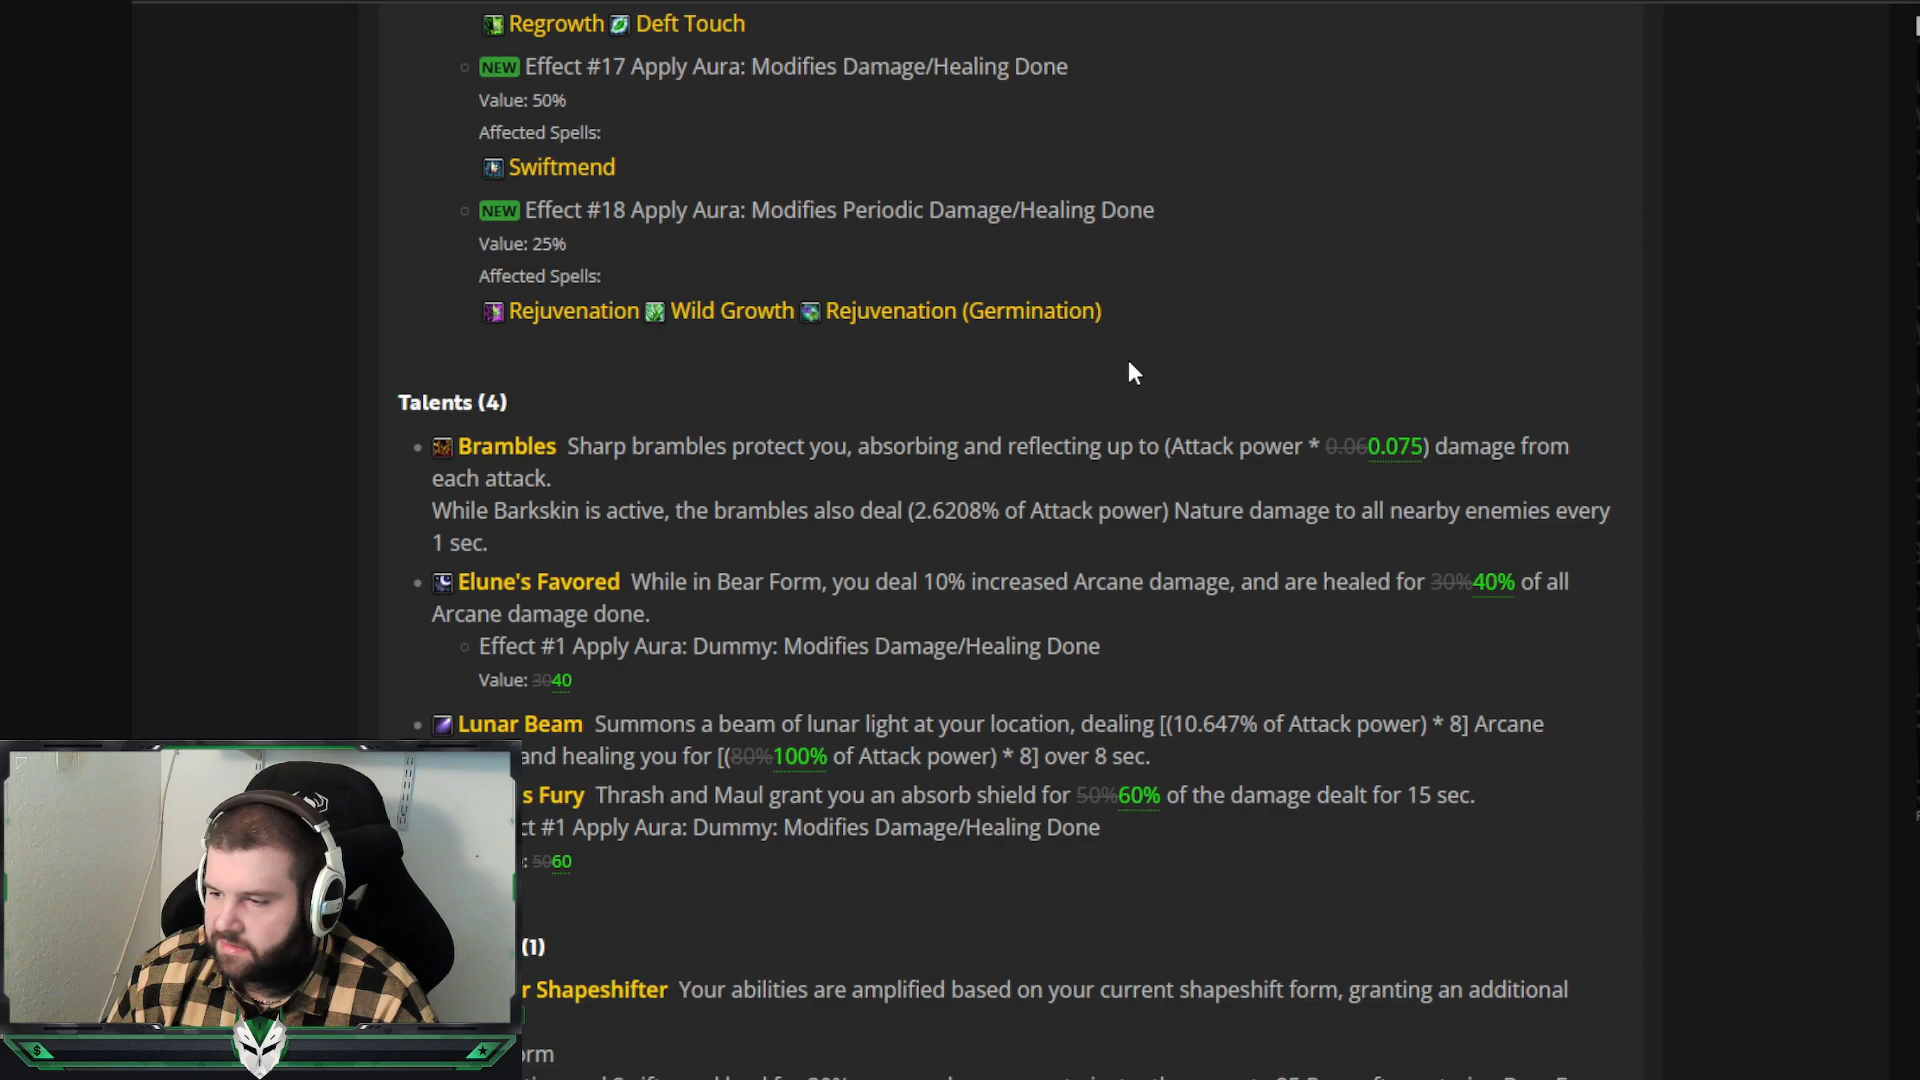 Regrowth Deft Touch
NEW Effect #17 Apply Aura: Modifies Damage/Healing Done
Value: 50%
Affected Spells:
Swiftmend
NEW Effect #18 Apply Aura: Modifies Periodic Damage/Healing Done
Value: 25%
Affected Spells:
Rejuvenation Wild Growth Rejuvenation (Germination)
Talents (4)
Brambles Sharp brambles protect you, absorbing and reflecting up to (Attack power * 0.060.075) damage from
each attack.
While Barkskin is active, the brambles also deal (2.6208% of Attack power) Nature damage to all nearby enemies every
1 sec.
Elune's Favored While in Bear Form, you deal 10% increased Arcane damage, and are healed for 30%40% of all
Arcane damage done.
Effect #1 Apply Aura: Dummy: Modifies Damage/Healing Done
Value: 3040
Lunar Beam Summons a beam of lunar light at your location, dealing [(10.647% of Attack power) * 8] Arcane
and healing you for [(80%100% of Attack power) * 8] over 8 sec.
s Fury Thrash and Maul grant you an absorb shield for 50%60% of the damage dealt for 15 sec.
ct #1 Apply Aura: Dummy: Modifies Damage/Healing Done
: 5060
(1)
r Shapeshifter Your abilities are amplified based on your current shapeshift form, granting an additional
orm